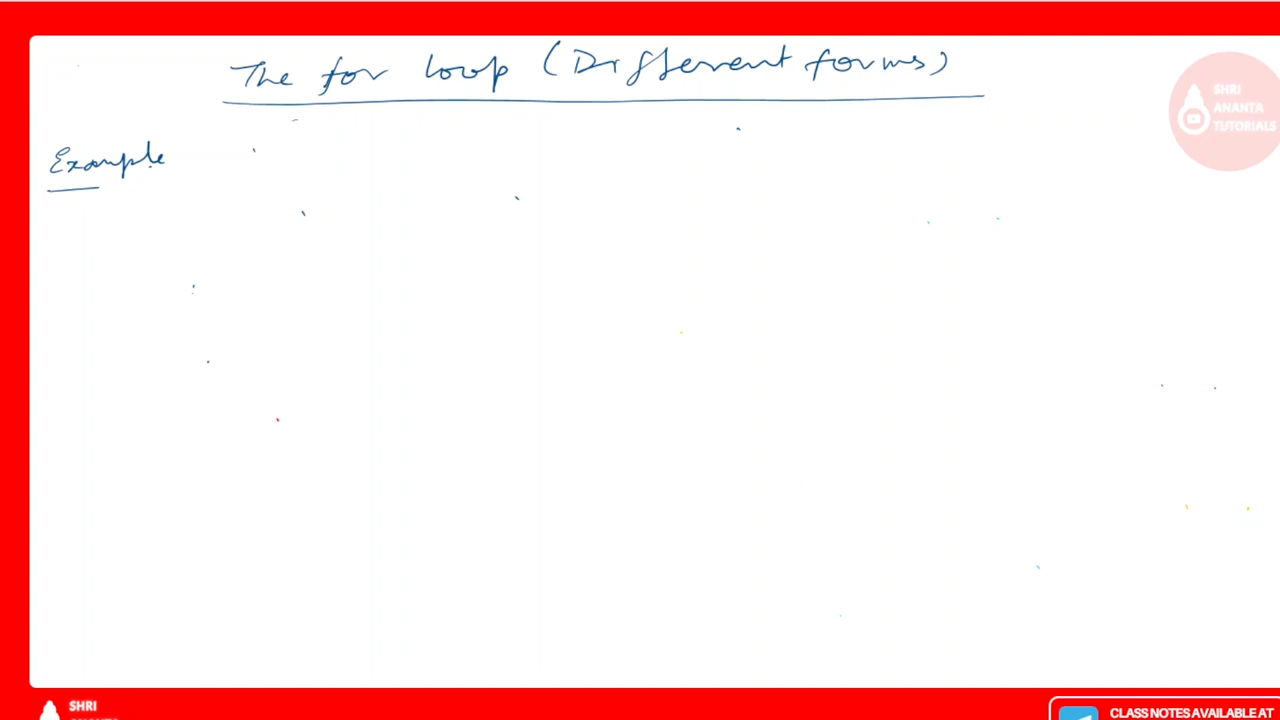 The for loop (Different forms)
Example
SHRI
ANANTA
TUTORIALS
SHRI
CLASS NOTES AVAILABLE AT